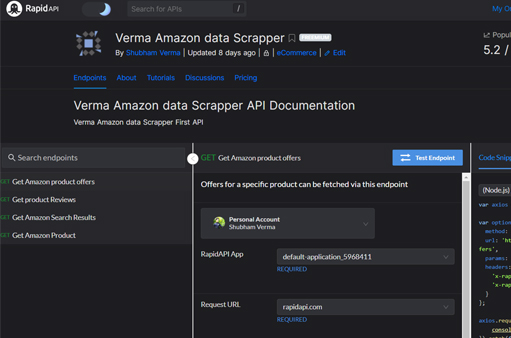 Rapid API
Search for APIs
/
My O
Verma Amazon data Scrapper PREMIUM
By Shubham Verma | Updated 8 days ago | eCommerce | Edit
Popul
5.2 /
Endpoints About Tutorials Discussions Pricing
Verma Amazon data Scrapper API Documentation
Verma Amazon data Scrapper First API
Search endpoints
GET Get Amazon product offers
GET Get product Reviews
GET Get Amazon Search Results
GET Get Amazon Product
GET Get Amazon product offers
Test Endpoint
Offers for a specific product can be fetched via this endpoint
Personal Account
Shubham Verma
RapidAPI App
default-application_5968411
REQUIRED
Request URL
rapidapi.com
REQUIRED
Code Snipp
(Node.js)
var axios
var option
method:
url: 'ht
fers',
params:
headers:
'x-rap
'x-rap
}
};
axios.requ
consol